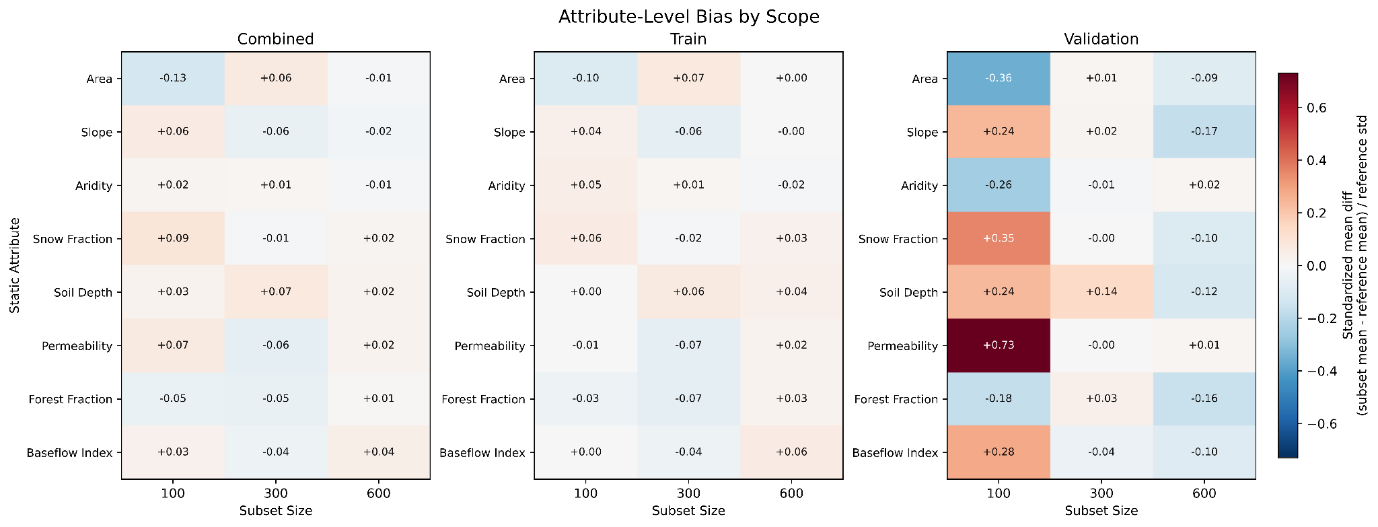 Attribute-Level Bias by Scope
Combined
Train
Validation
Static Attribute
Area
-0.13
+0.06
-0.01
Slope
+0.06
-0.06
-0.02
Aridity
+0.02
+0.01
-0.01
Snow Fraction
+0.09
-0.01
+0.02
Soil Depth
+0.03
+0.07
+0.02
Permeability
+0.07
-0.06
+0.02
Forest Fraction
-0.05
-0.05
+0.01
Baseflow Index
+0.03
-0.04
+0.04
100
300
600
Subset Size
Area
-0.10
+0.07
+0.00
Slope
+0.04
-0.06
-0.00
Aridity
+0.05
+0.01
-0.02
Snow Fraction
+0.06
-0.02
+0.03
Soil Depth
+0.00
+0.06
+0.04
Permeability
-0.01
-0.07
+0.02
Forest Fraction
-0.03
-0.07
+0.03
Baseflow Index
+0.00
-0.04
+0.06
100
300
600
Subset Size
Area
-0.36
+0.01
-0.09
Slope
+0.24
+0.02
-0.17
Aridity
-0.26
-0.01
+0.02
Snow Fraction
+0.35
-0.00
-0.10
Soil Depth
+0.24
+0.14
-0.12
Permeability
+0.73
-0.00
+0.01
Forest Fraction
-0.18
+0.03
-0.16
Baseflow Index
+0.28
-0.04
-0.10
100
300
600
Subset Size
0.6
0.4
0.2
0.0
−0.2
−0.4
−0.6
Standardized mean diff
(subset mean - reference mean) / reference std